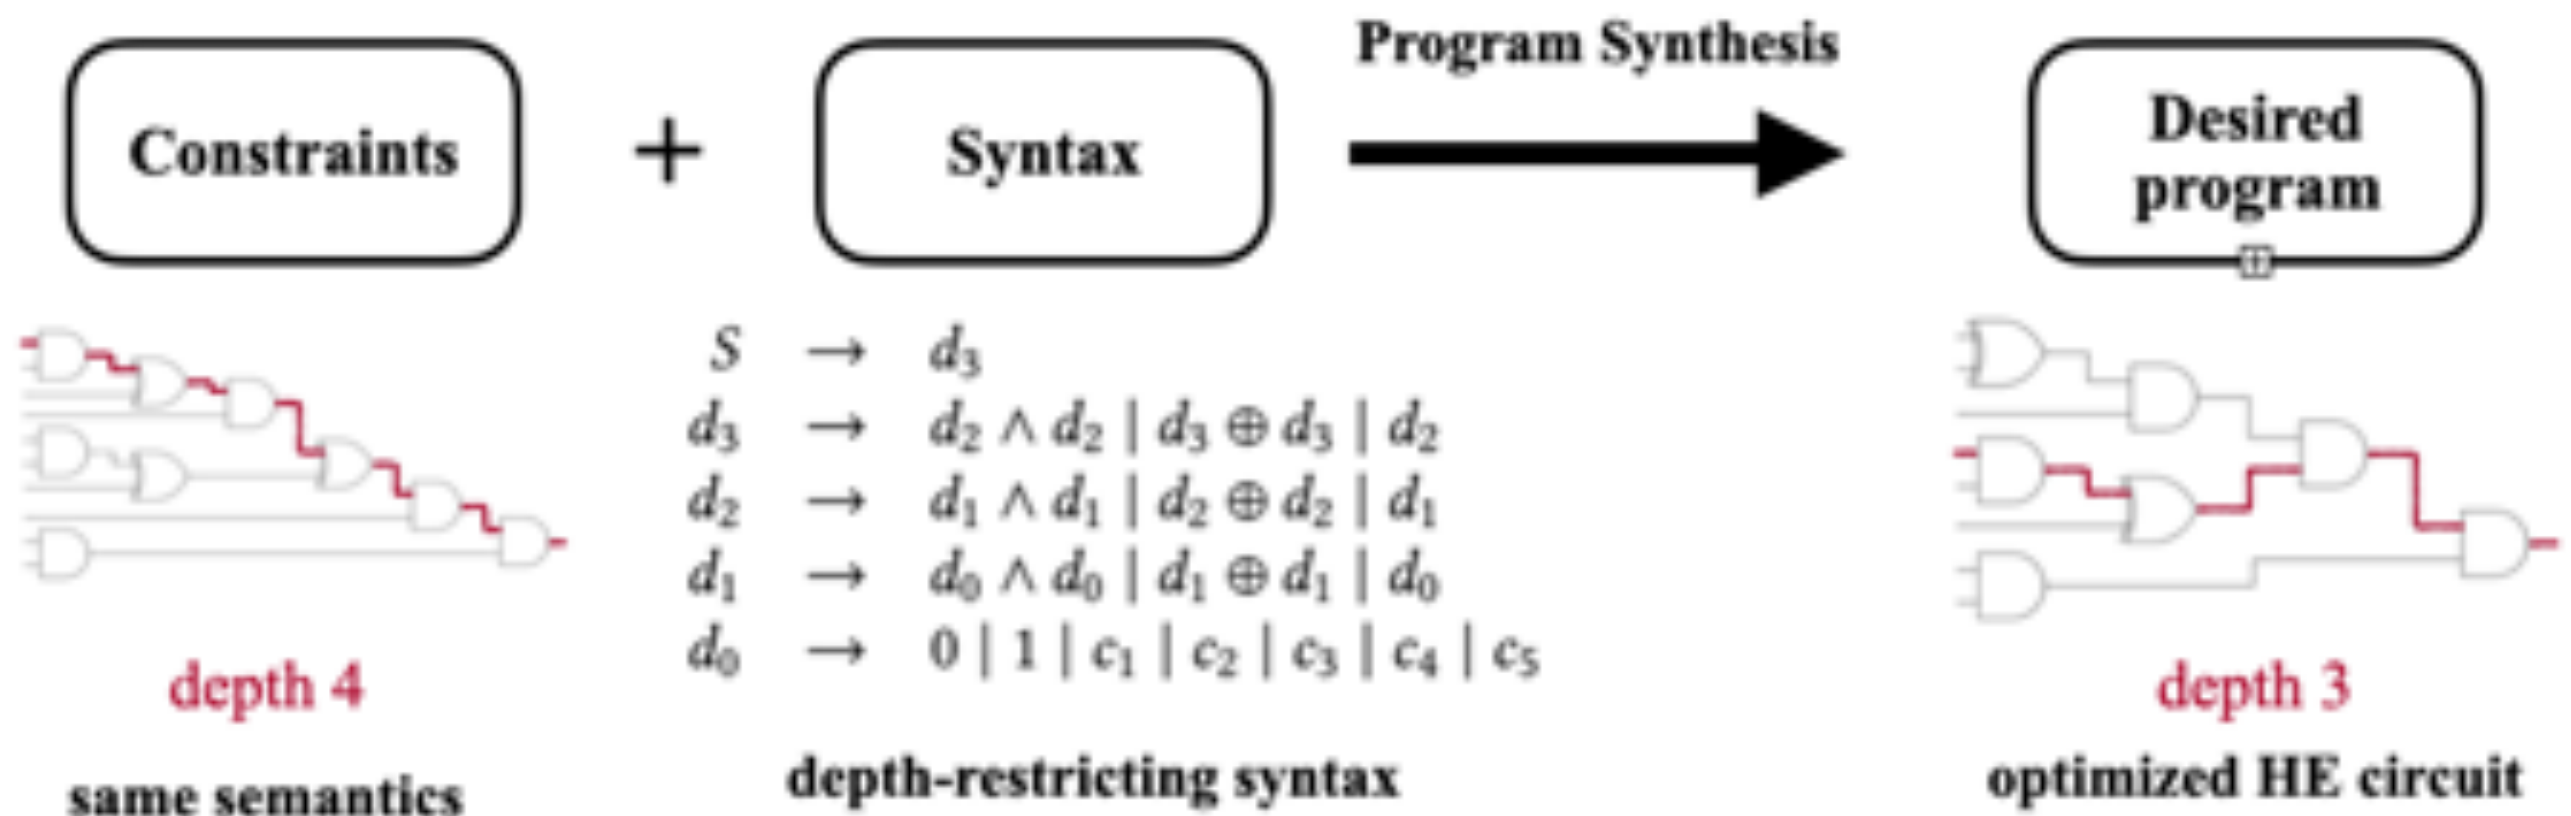 Program Synthesis
Constraints
+
Syntax
Desired
program
S → d₃
d₃ → d₂ ∧ d₂ | d₃ ⊕ d₃ | d₂
d₂ → d₁ ∧ d₁ | d₂ ⊕ d₂ | d₁
d₁ → d₀ ∧ d₀ | d₁ ⊕ d₁ | d₀
d₀ → 0 | 1 | c₁ | c₂ | c₃ | c₄ | c₅
depth 4
depth 3
same semantics
depth-restricting syntax
optimized HE circuit